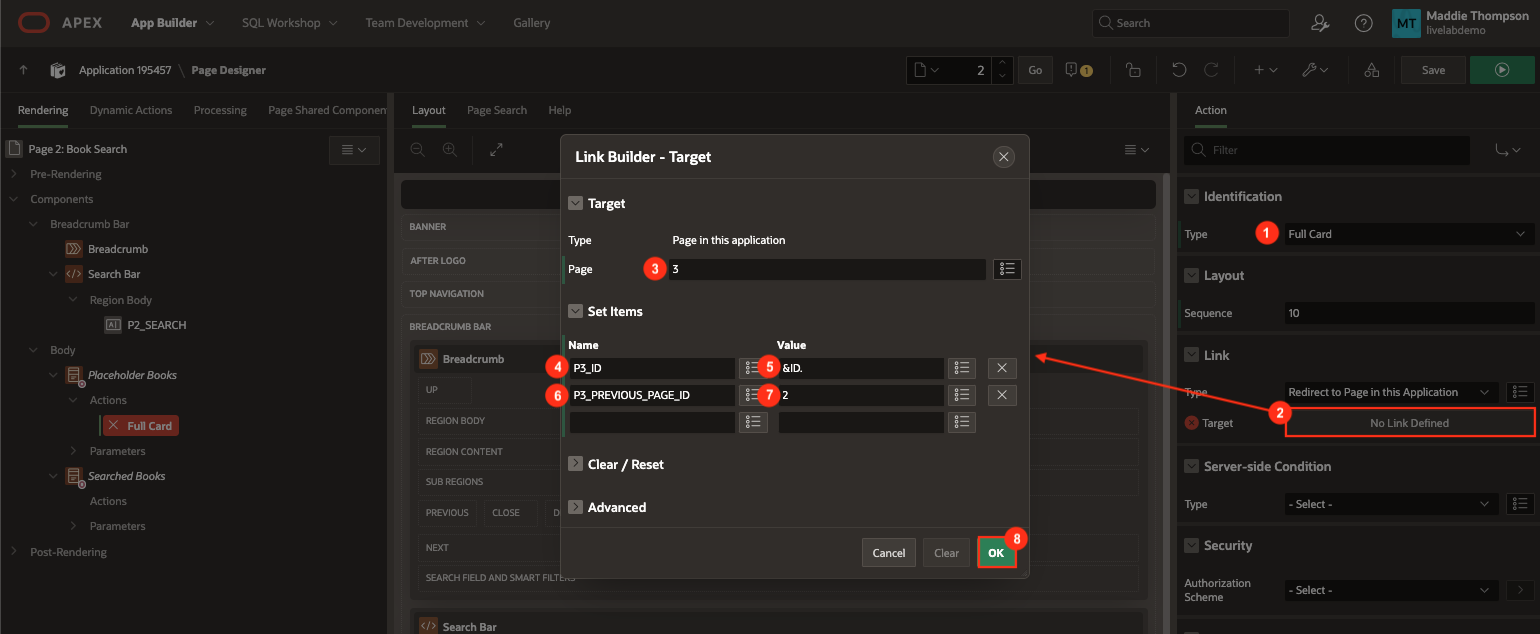 APEX App Builder SQL Workshop Team Development Gallery Search MT Maddie Thompson
livelabdemo
Application 195457 \ Page Designer 2 Go 1 Save
Rendering Dynamic Actions Processing Page Shared Componen
Page 2: Book Search
Pre-Rendering
Components
Breadcrumb Bar
Breadcrumb
Search Bar
Region Body
P2_SEARCH
Body
Placeholder Books
Actions
Full Card
Parameters
Searched Books
Actions
Parameters
Post-Rendering
Layout Page Search Help
BANNER
AFTER LOGO
TOP NAVIGATION
BREADCRUMB BAR
Breadcrumb
UP
REGION BODY
REGION CONTENT
SUB REGIONS
PREVIOUS CLOSE
NEXT
SEARCH FIELD AND SMART FILTERS
Search Bar
Link Builder - Target
Target
Type Page in this application
Page 3 3
Set Items
Name Value
4 P3_ID 5 &ID.
6 P3_PREVIOUS_PAGE_ID 7 2
Clear / Reset
Advanced
Cancel Clear OK 8
Action
Filter
Identification
Type 1 Full Card
Layout
Sequence 10
Link
Type Redirect to Page in this Application
Target 2 No Link Defined
Server-side Condition
Type - Select -
Security
Authorization
Scheme - Select -